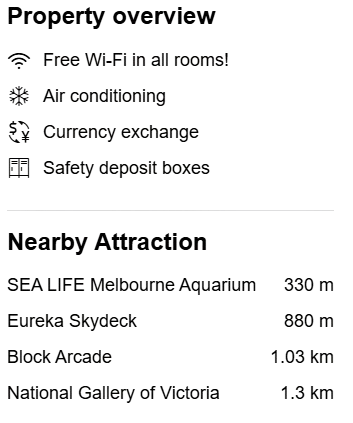 Property overview
Free Wi-Fi in all rooms!
Air conditioning
Currency exchange
Safety deposit boxes
Nearby Attraction
SEA LIFE Melbourne Aquarium 330 m
Eureka Skydeck 880 m
Block Arcade 1.03 km
National Gallery of Victoria 1.3 km